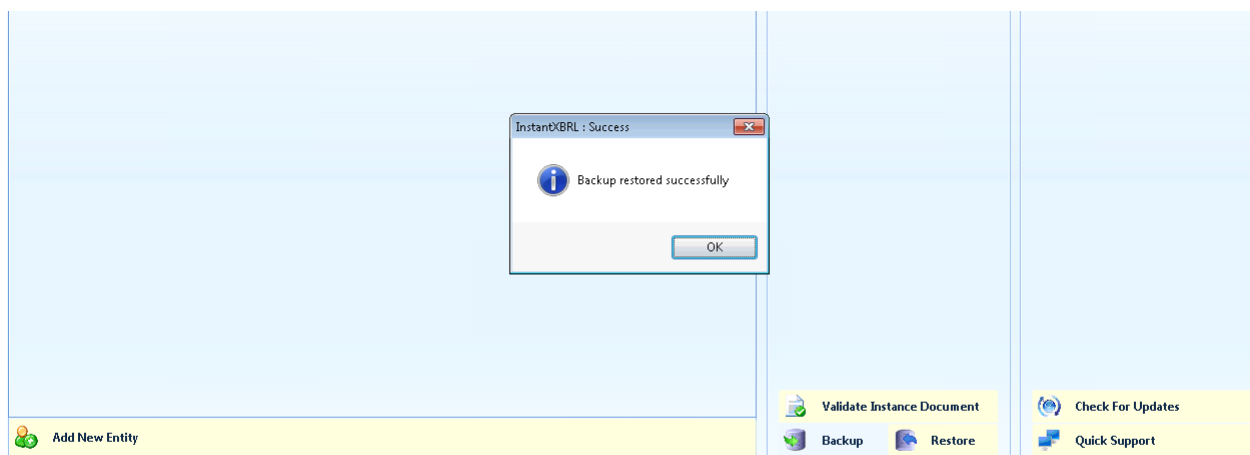 InstantXBRL : Success
Backup restored successfully
OK
Validate Instance Document
Check For Updates
Add New Entity
Backup
Restore
Quick Support